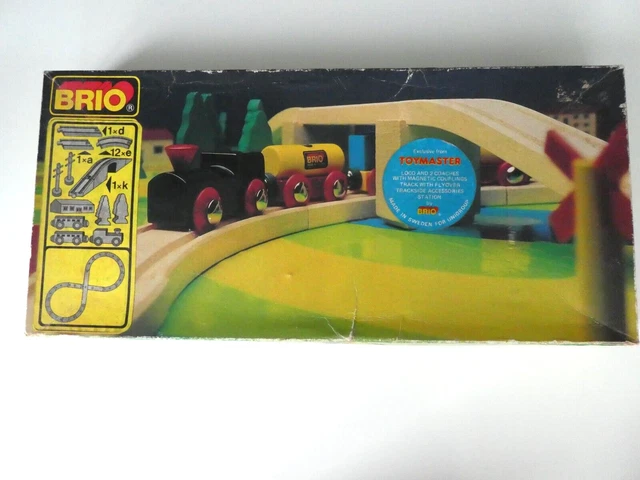 BRIO®
1×d
1×a
12×e
1×k
BRIO
Exclusive from
TOYMASTER
LOCO AND 2 COACHES
WITH MAGNETIC COUPLINGS
TRACK WITH FLYOVER
TRACKSIDE ACCESSORIES
STATION
by
BRIO
MADE IN SWEDEN FOR UNIGROUP